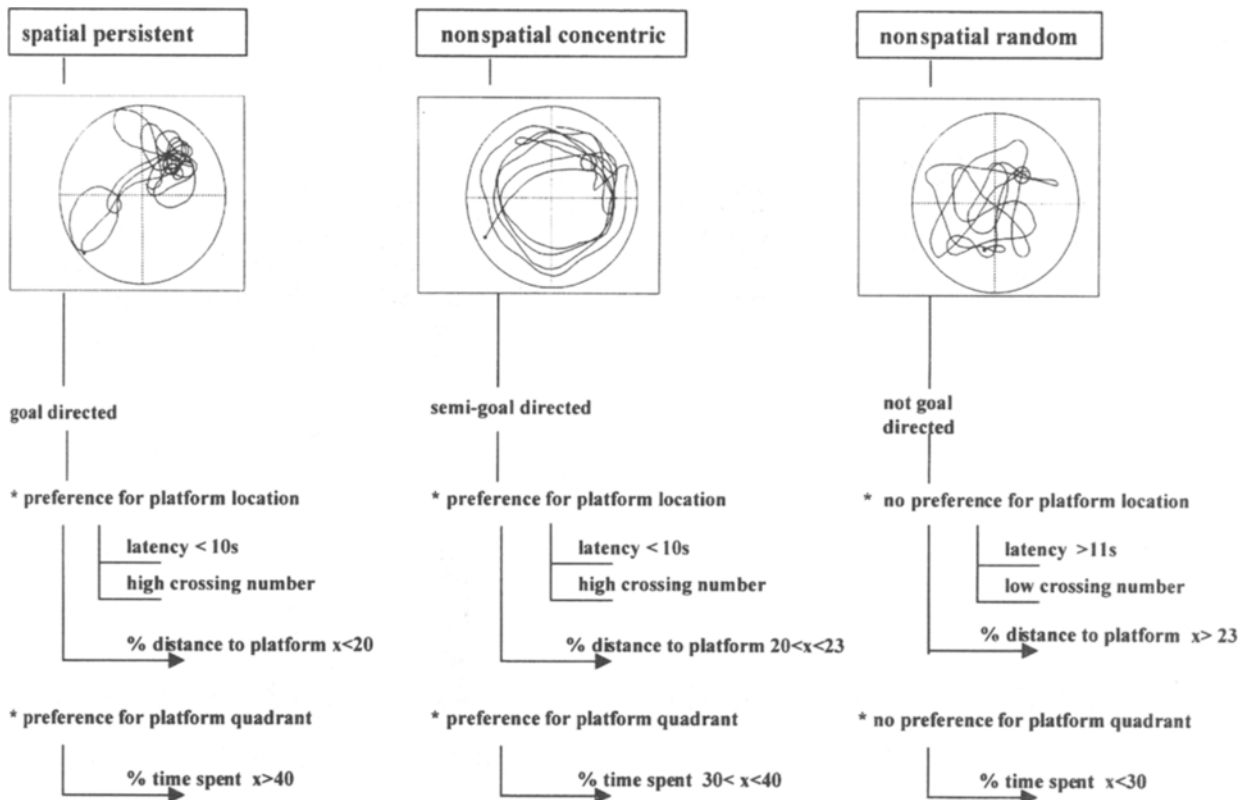 spatial persistent
goal directed
* preference for platform location
latency < 10s
high crossing number
% distance to platform x<20
* preference for platform quadrant
% time spent x>40
nonspatial concentric
semi-goal directed
* preference for platform location
latency < 10s
high crossing number
% distance to platform 20<x<23
* preference for platform quadrant
% time spent 30< x<40
nonspatial random
not goal
directed
* no preference for platform location
latency >11s
low crossing number
% distance to platform x> 23
* no preference for platform quadrant
% time spent x<30